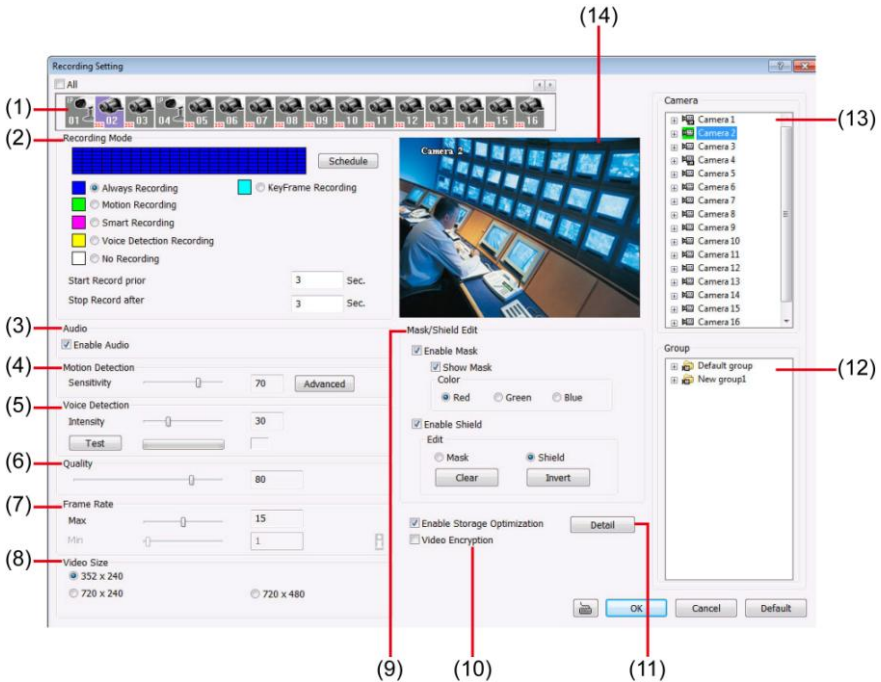 (14)
Recording Setting
All
(1)
01 02 03 04 05 06 07 08 09 10 11 12 13 14 15 16
Camera
(13)
Camera 1
Camera 2
Camera 3
Camera 4
Camera 5
Camera 6
Camera 7
Camera 8
Camera 9
Camera 10
Camera 11
Camera 12
Camera 13
Camera 14
Camera 15
Camera 16
(2)
Recording Mode
Schedule
Always Recording
KeyFrame Recording
Motion Recording
Smart Recording
Voice Detection Recording
No Recording
Start Record prior 3 Sec.
Stop Record after 3 Sec.
Camera 2
(3)
Audio
Enable Audio
(4)
Motion Detection
Sensitivity 70 Advanced
(5)
Voice Detection
Intensity 30
Test
(6)
Quality
80
(7)
Frame Rate
Max 15
Min 1
(8)
Video Size
352 x 240
720 x 240
720 x 480
Mask/Shield Edit
Enable Mask
Show Mask
Color
Red Green Blue
Enable Shield
Edit
Mask Shield
Clear Invert
Enable Storage Optimization Detail
Video Encryption
Group
(12)
Default group
New group1
OK Cancel Default
(9) (10) (11)